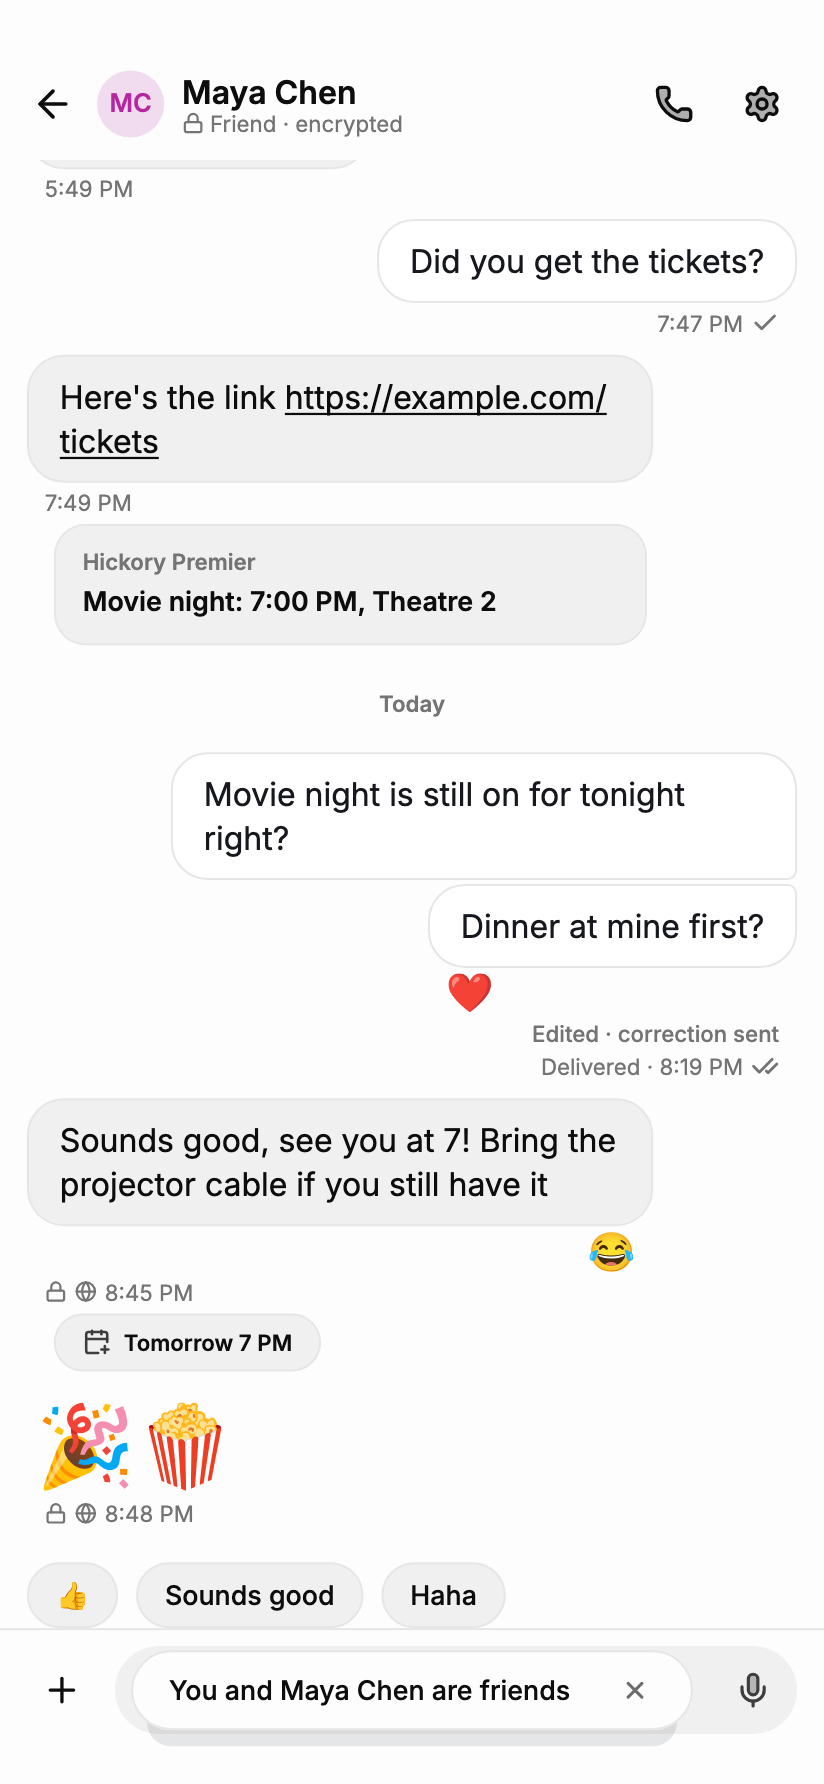 MC
Maya Chen
Friend · encrypted
5:49 PM
Did you get the tickets?
7:47 PM
Here's the link https://example.com/
tickets
7:49 PM
Hickory Premier
Movie night: 7:00 PM, Theatre 2
Today
Movie night is still on for tonight
right?
Dinner at mine first?
Edited · correction sent
Delivered · 8:19 PM
Sounds good, see you at 7! Bring the
projector cable if you still have it
8:45 PM
Tomorrow 7 PM
8:48 PM
Sounds good
Haha
You and Maya Chen are friends